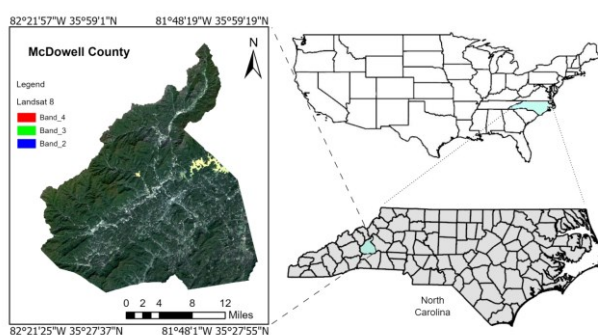 82°21'57"W 35°59'1"N
81°48'19"W 35°59'19"N
McDowell County
N
Legend
Landsat 8
Band_4
Band_3
Band_2
0 2 4 8 12
Miles
82°21'25"W 35°27'37"N
81°48'1"W 35°27'55"N
North
Carolina